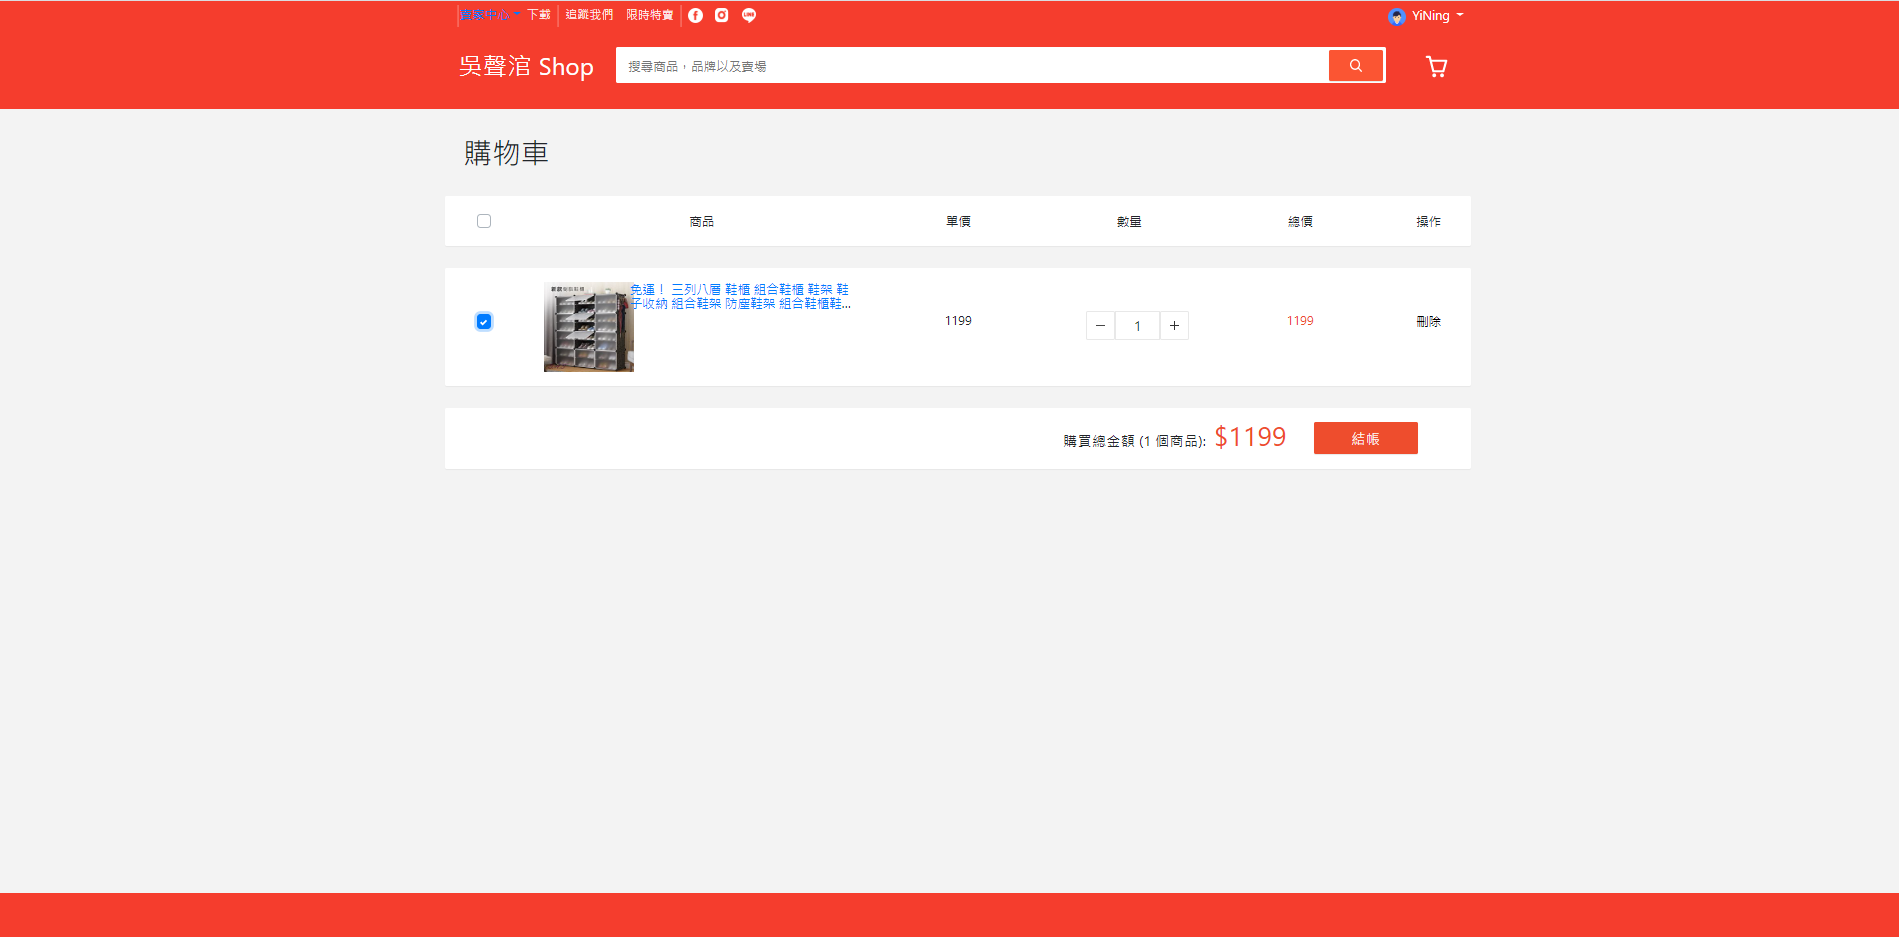 賣家中心 下載 追蹤我們 限時特賣
YiNing
吳聲涫 Shop
搜尋商品，品牌以及賣場
購物車
商品 單價 數量 總價 操作
免運！ 三列八層 鞋櫃 組合鞋櫃 鞋架 鞋
子收納 組合鞋架 防塵鞋架 組合鞋櫃鞋...
1199 − 1 + 1199 刪除
購買總金額 (1 個商品): $1199 結帳